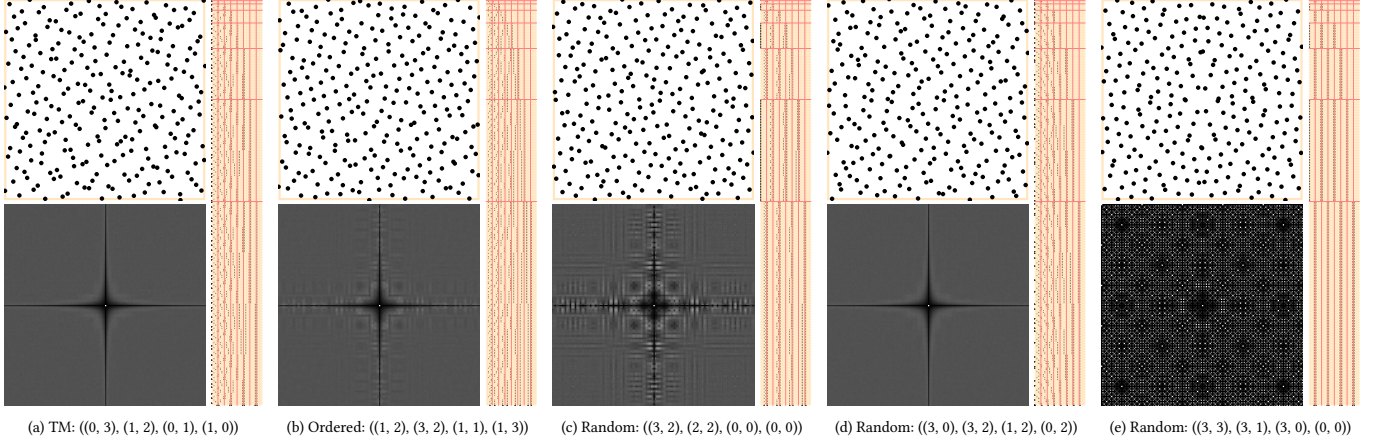 (a) TM: ((0, 3), (1, 2), (0, 1), (1, 0))
(b) Ordered: ((1, 2), (3, 2), (1, 1), (1, 3))
(c) Random: ((3, 2), (2, 2), (0, 0), (0, 0))
(d) Random: ((3, 0), (3, 2), (1, 2), (0, 2))
(e) Random: ((3, 3), (3, 1), (3, 0), (0, 0))